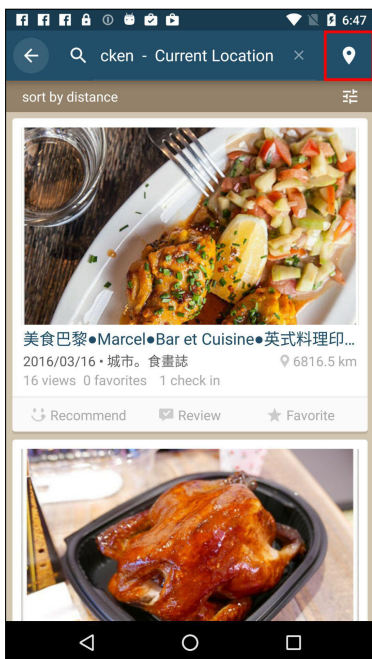 6:47
cken - Current Location ×
sort by distance
美食巴黎●Marcel●Bar et Cuisine●英式料理印...
2016/03/16 • 城市。食畫誌
6816.5 km
16 views 0 favorites 1 check in
Recommend Review Favorite